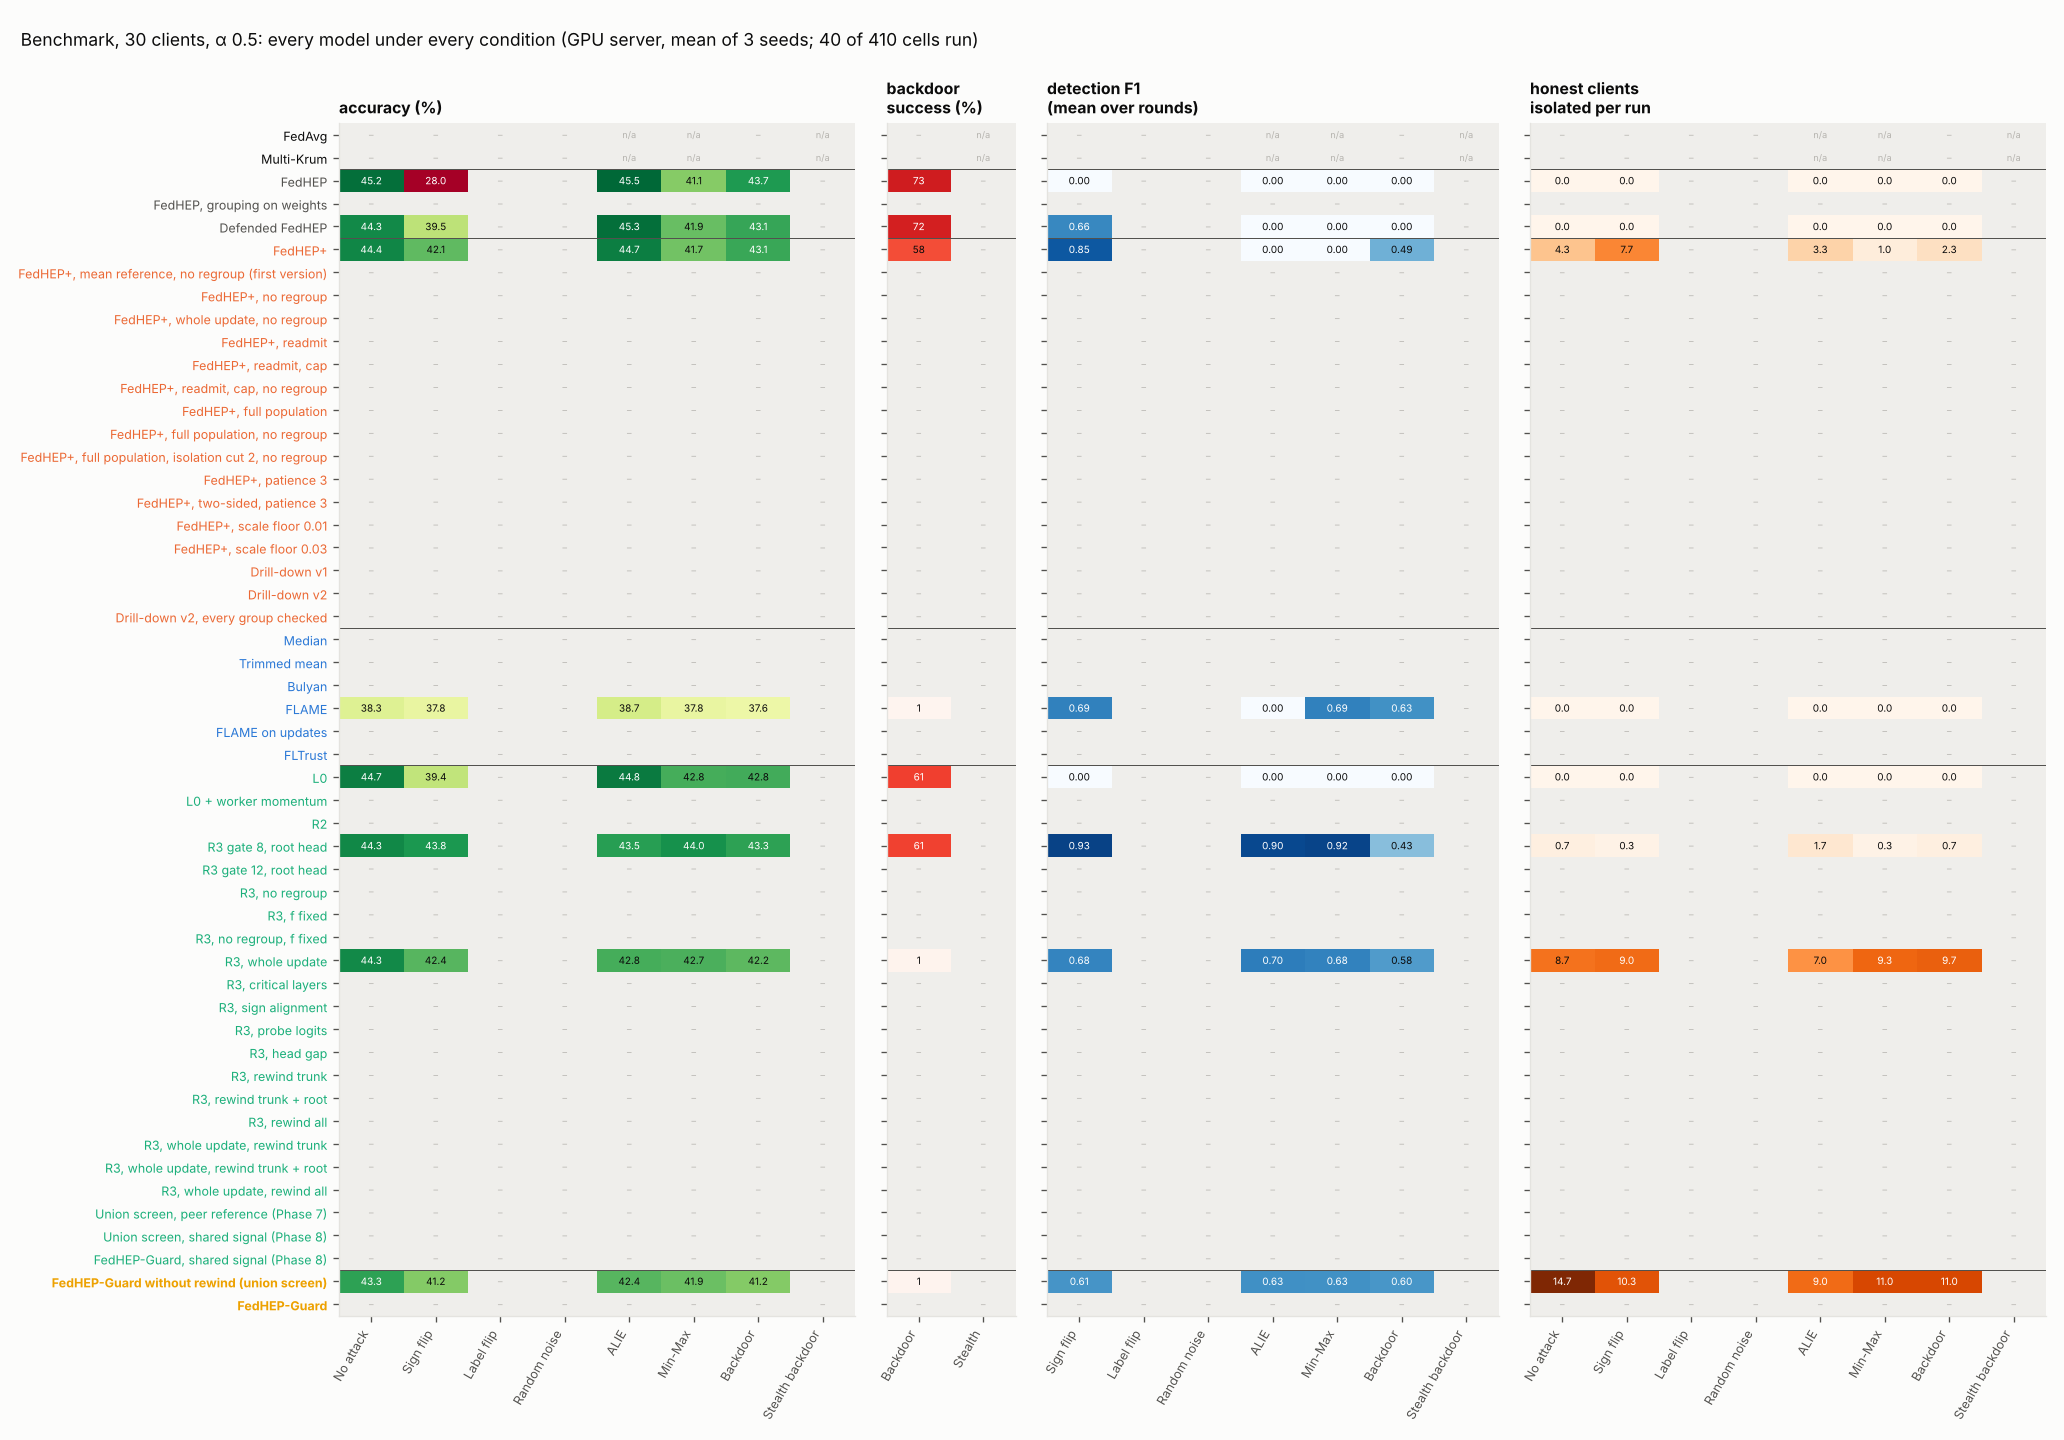 Benchmark, 30 clients, α 0.5: every model under every condition (GPU server, mean of 3 seeds; 40 of 410 cells run)
accuracy (%)
backdoor
success (%)
detection F1
(mean over rounds)
honest clients
isolated per run
FedAvg n/a n/a n/a n/a n/a n/a n/a n/a n/a n/a
Multi-Krum n/a n/a n/a n/a n/a n/a n/a n/a n/a n/a
FedHEP 45.2 28.0 45.5 41.1 43.7 73 0.00 0.00 0.00 0.00 0.0 0.0 0.0 0.0 0.0
FedHEP, grouping on weights
Defended FedHEP 44.3 39.5 45.3 41.9 43.1 72 0.66 0.00 0.00 0.00 0.0 0.0 0.0 0.0 0.0
FedHEP+ 44.4 42.1 44.7 41.7 43.1 58 0.85 0.00 0.00 0.49 4.3 7.7 3.3 1.0 2.3
FedHEP+, mean reference, no regroup (first version)
FedHEP+, no regroup
FedHEP+, whole update, no regroup
FedHEP+, readmit
FedHEP+, readmit, cap
FedHEP+, readmit, cap, no regroup
FedHEP+, full population
FedHEP+, full population, no regroup
FedHEP+, full population, isolation cut 2, no regroup
FedHEP+, patience 3
FedHEP+, two-sided, patience 3
FedHEP+, scale floor 0.01
FedHEP+, scale floor 0.03
Drill-down v1
Drill-down v2
Drill-down v2, every group checked
Median
Trimmed mean
Bulyan
FLAME 38.3 37.8 38.7 37.8 37.6 1 0.69 0.00 0.69 0.63 0.0 0.0 0.0 0.0 0.0
FLAME on updates
FLTrust
L0 44.7 39.4 44.8 42.8 42.8 61 0.00 0.00 0.00 0.00 0.0 0.0 0.0 0.0 0.0
L0 + worker momentum
R2
R3 gate 8, root head 44.3 43.8 43.5 44.0 43.3 61 0.93 0.90 0.92 0.43 0.7 0.3 1.7 0.3 0.7
R3 gate 12, root head
R3, no regroup
R3, f fixed
R3, no regroup, f fixed
R3, whole update 44.3 42.4 42.8 42.7 42.2 1 0.68 0.70 0.68 0.58 8.7 9.0 7.0 9.3 9.7
R3, critical layers
R3, sign alignment
R3, probe logits
R3, head gap
R3, rewind trunk
R3, rewind trunk + root
R3, rewind all
R3, whole update, rewind trunk
R3, whole update, rewind trunk + root
R3, whole update, rewind all
Union screen, peer reference (Phase 7)
Union screen, shared signal (Phase 8)
FedHEP-Guard, shared signal (Phase 8)
FedHEP-Guard without rewind (union screen) 43.3 41.2 42.4 41.9 41.2 1 0.61 0.63 0.63 0.60 14.7 10.3 9.0 11.0 11.0
FedHEP-Guard
No attack Sign flip Label flip Random noise ALIE Min-Max Backdoor Stealth backdoor
Backdoor Stealth
Sign flip Label flip Random noise ALIE Min-Max Backdoor Stealth backdoor
No attack Sign flip Label flip Random noise ALIE Min-Max Backdoor Stealth backdoor